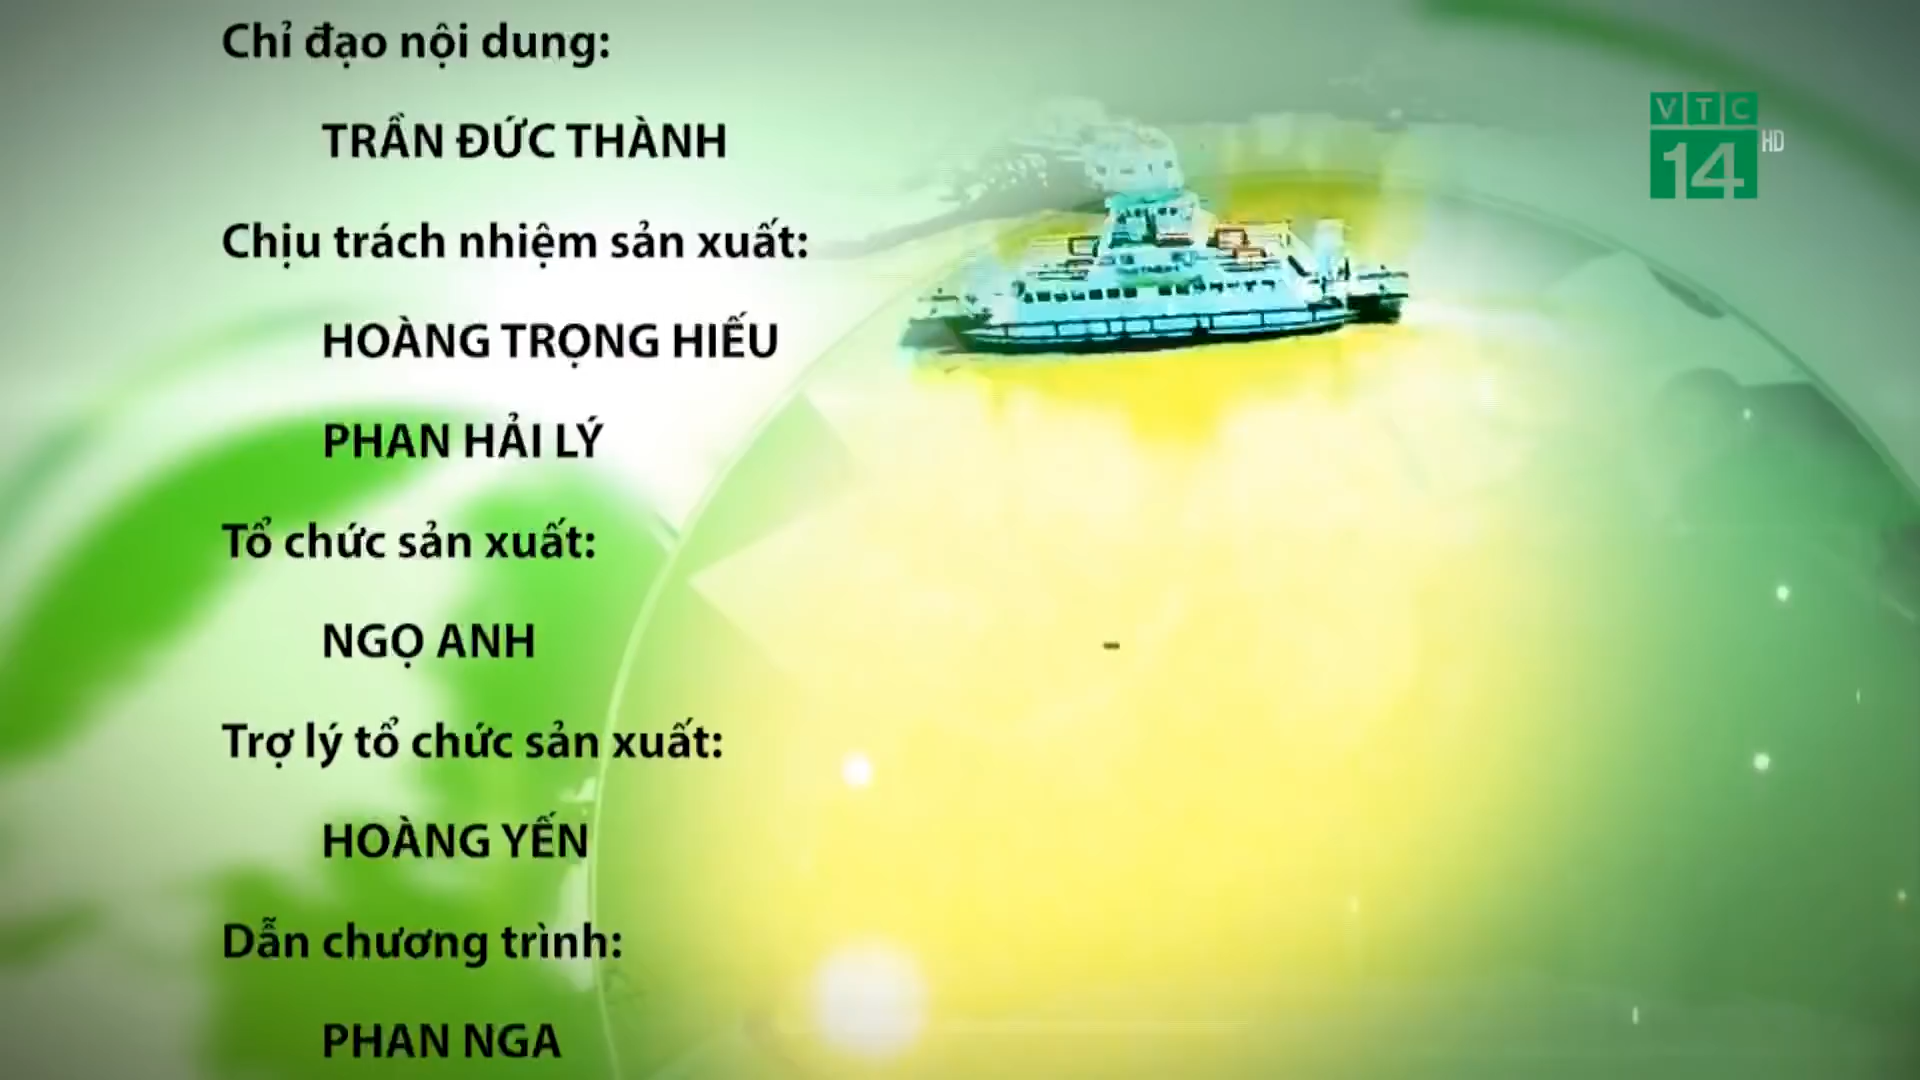 Chỉ đạo nội dung:
TRẦN ĐỨC THÀNH
Chịu trách nhiệm sản xuất:
HOÀNG TRỌNG HIẾU
PHAN HẢI LÝ
Tổ chức sản xuất:
NGỌ ANH
Trợ lý tổ chức sản xuất:
HOÀNG YẾN
Dẫn chương trình:
PHAN NGA
VTC
14 HD